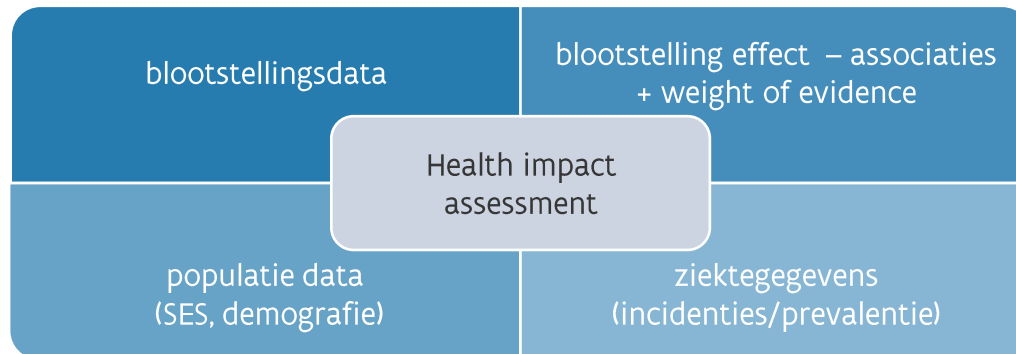 blootstellingsdata
blootstelling effect – associaties
+ weight of evidence
Health impact
assessment
populatie data
(SES, demografie)
ziektegegevens
(incidenties/prevalentie)